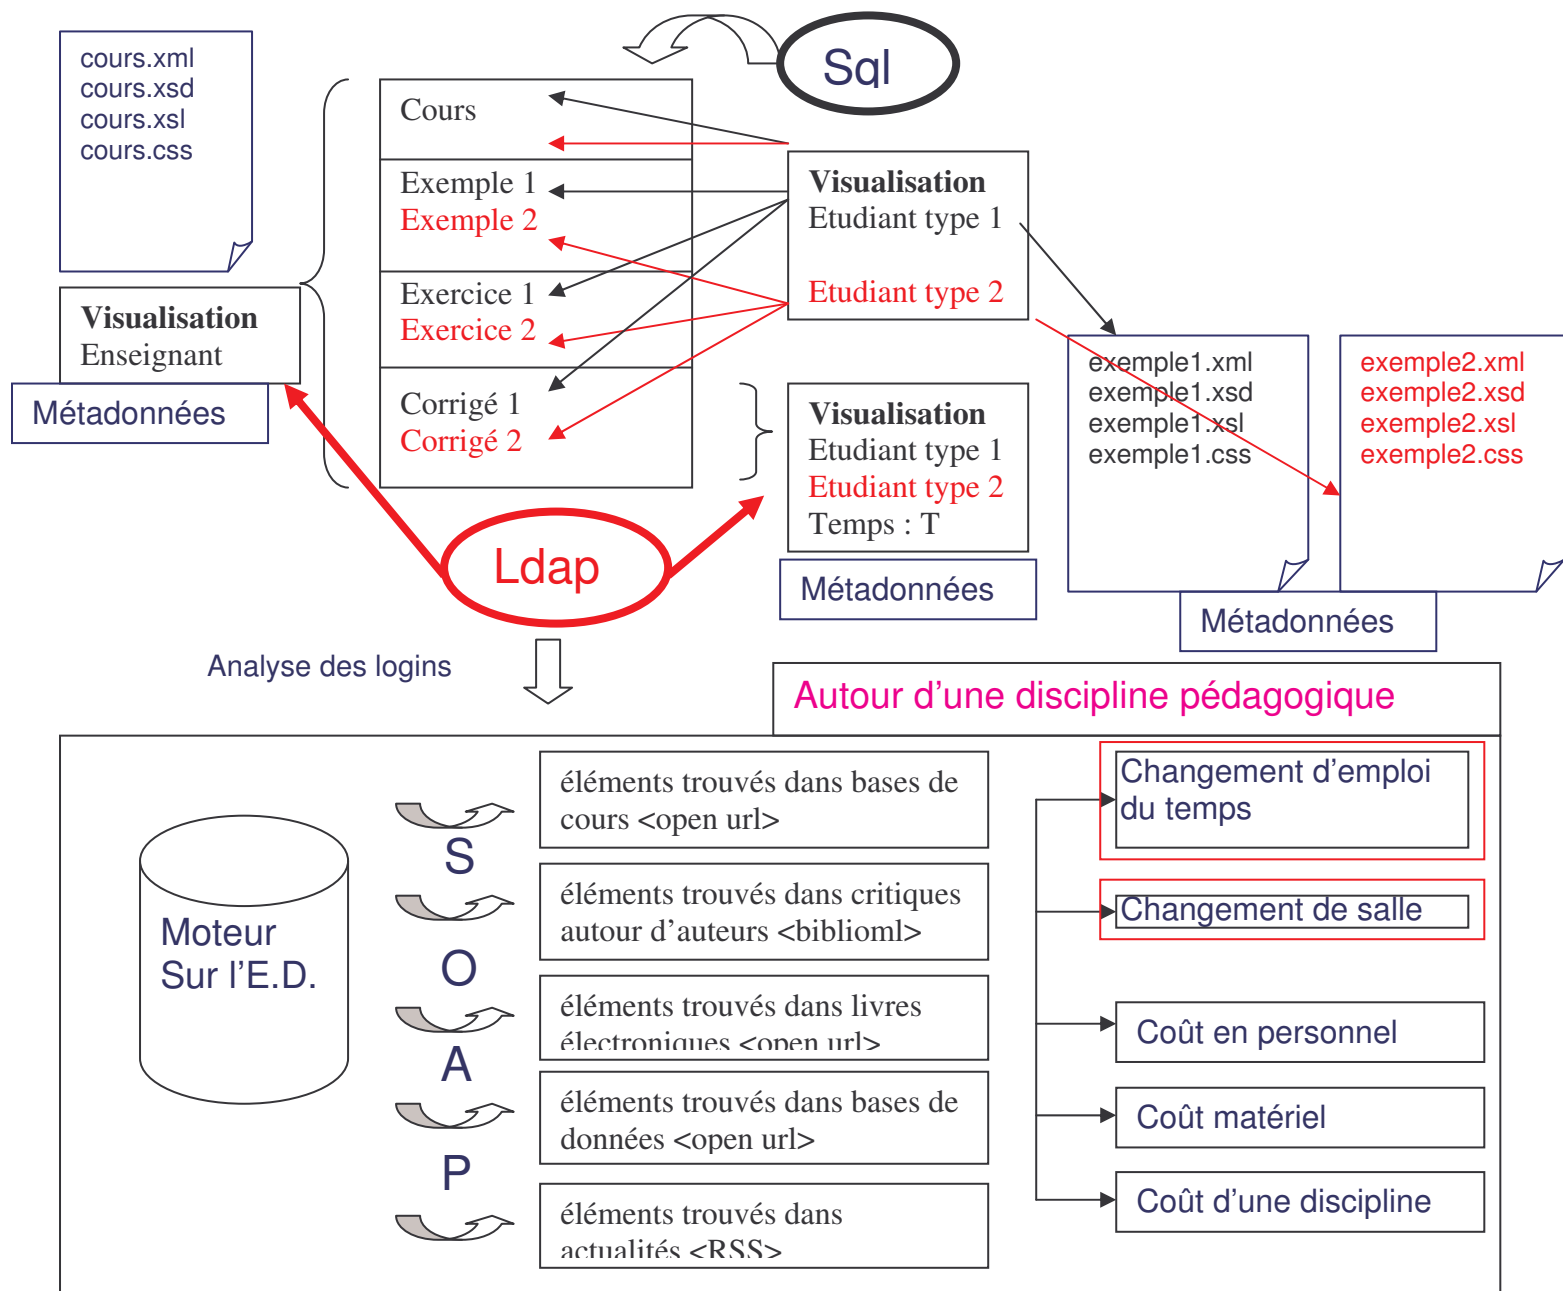 cours.xml
cours.xsd
cours.xsl
cours.css
Visualisation
Enseignant
Métadonnées
Sql
Cours
Exemple 1
Exemple 2
Exercice 1
Exercice 2
Corrigé 1
Corrigé 2
Visualisation
Etudiant type 1
Etudiant type 2
Visualisation
Etudiant type 1
Etudiant type 2
Temps : T
Métadonnées
exemple1.xml
exemple1.xsd
exemple1.xsl
exemple1.css
exemple2.xml
exemple2.xsd
exemple2.xsl
exemple2.css
Métadonnées
Ldap
Analyse des logins
Autour d’une discipline pédagogique
Moteur
Sur l’E.D.
S
O
A
P
éléments trouvés dans bases de
cours <open url>
éléments trouvés dans critiques
autour d’auteurs <biblioml>
éléments trouvés dans livres
électroniques <open url>
éléments trouvés dans bases de
données <open url>
éléments trouvés dans
actualités <RSS>
Changement d’emploi
du temps
Changement de salle
Coût en personnel
Coût matériel
Coût d’une discipline